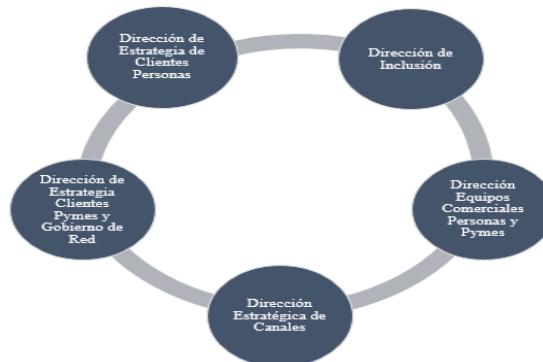 Dirección de
Estrategia de
Clientes
Personas
Dirección de
Inclusión
Dirección
Equipos
Comerciales
Personas y
Pymes
Dirección
Estratégica de
Canales
Dirección de
Estrategia
Clientes
Pymes y
Gobierno de
Red